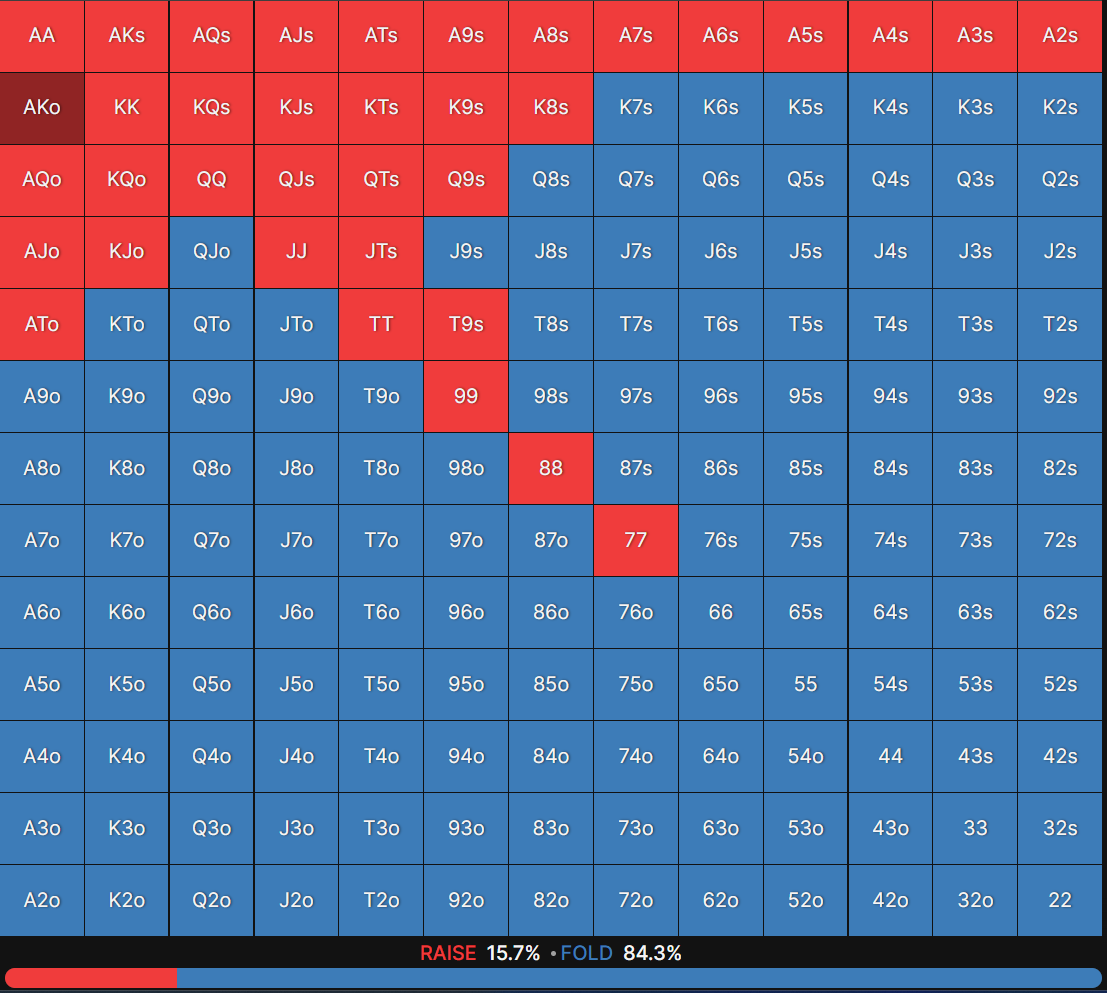 AA AKs AQs AJs ATs A9s A8s A7s A6s A5s A4s A3s A2s
AKo KK KQs KJs KTs K9s K8s K7s K6s K5s K4s K3s K2s
AQo KQo QQ QJs QTs Q9s Q8s Q7s Q6s Q5s Q4s Q3s Q2s
AJo KJo QJo JJ JTs J9s J8s J7s J6s J5s J4s J3s J2s
ATo KTo QTo JTo TT T9s T8s T7s T6s T5s T4s T3s T2s
A9o K9o Q9o J9o T9o 99 98s 97s 96s 95s 94s 93s 92s
A8o K8o Q8o J8o T8o 98o 88 87s 86s 85s 84s 83s 82s
A7o K7o Q7o J7o T7o 97o 87o 77 76s 75s 74s 73s 72s
A6o K6o Q6o J6o T6o 96o 86o 76o 66 65s 64s 63s 62s
A5o K5o Q5o J5o T5o 95o 85o 75o 65o 55 54s 53s 52s
A4o K4o Q4o J4o T4o 94o 84o 74o 64o 54o 44 43s 42s
A3o K3o Q3o J3o T3o 93o 83o 73o 63o 53o 43o 33 32s
A2o K2o Q2o J2o T2o 92o 82o 72o 62o 52o 42o 32o 22
RAISE 15.7% • FOLD 84.3%